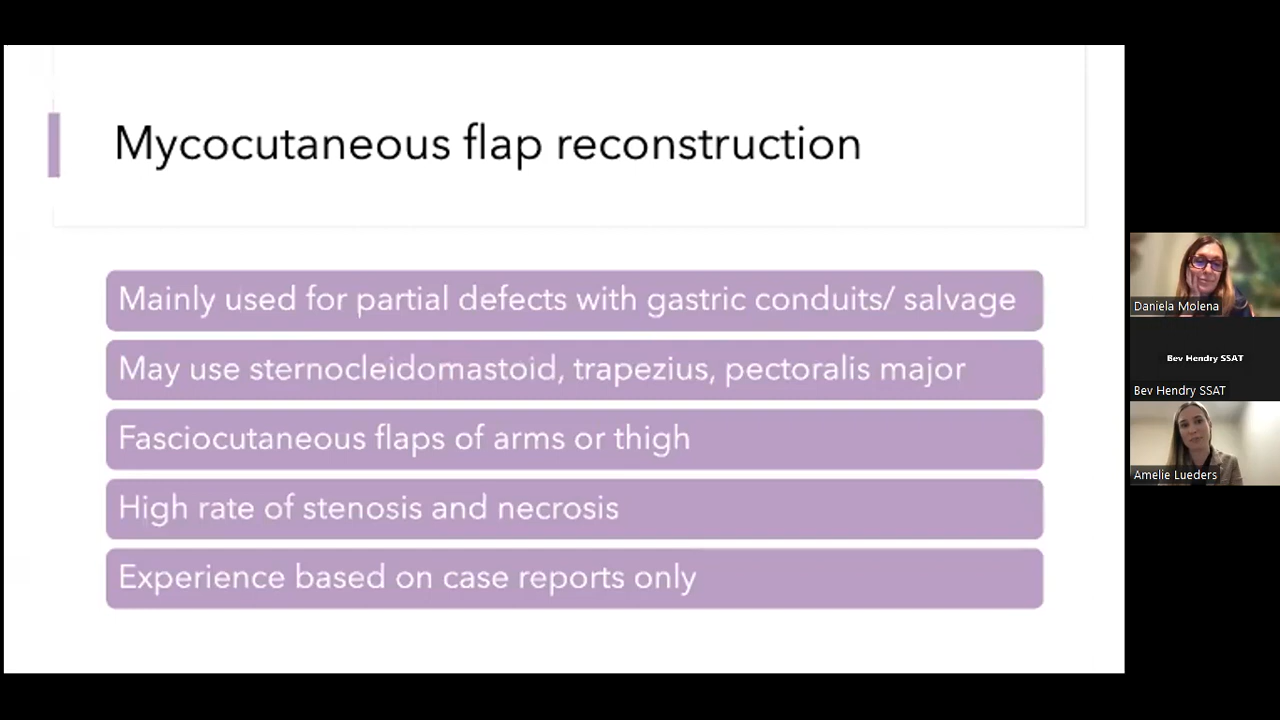 Mycocutaneous flap reconstruction
Mainly used for partial defects with gastric conduits/ salvage
May use sternocleidomastoid, trapezius, pectoralis major
Fasciocutaneous flaps of arms or thigh
High rate of stenosis and necrosis
Experience based on case reports only
Daniela Molena
Bev Hendry SSAT
Bev Hendry SSAT
Amelie Lueders